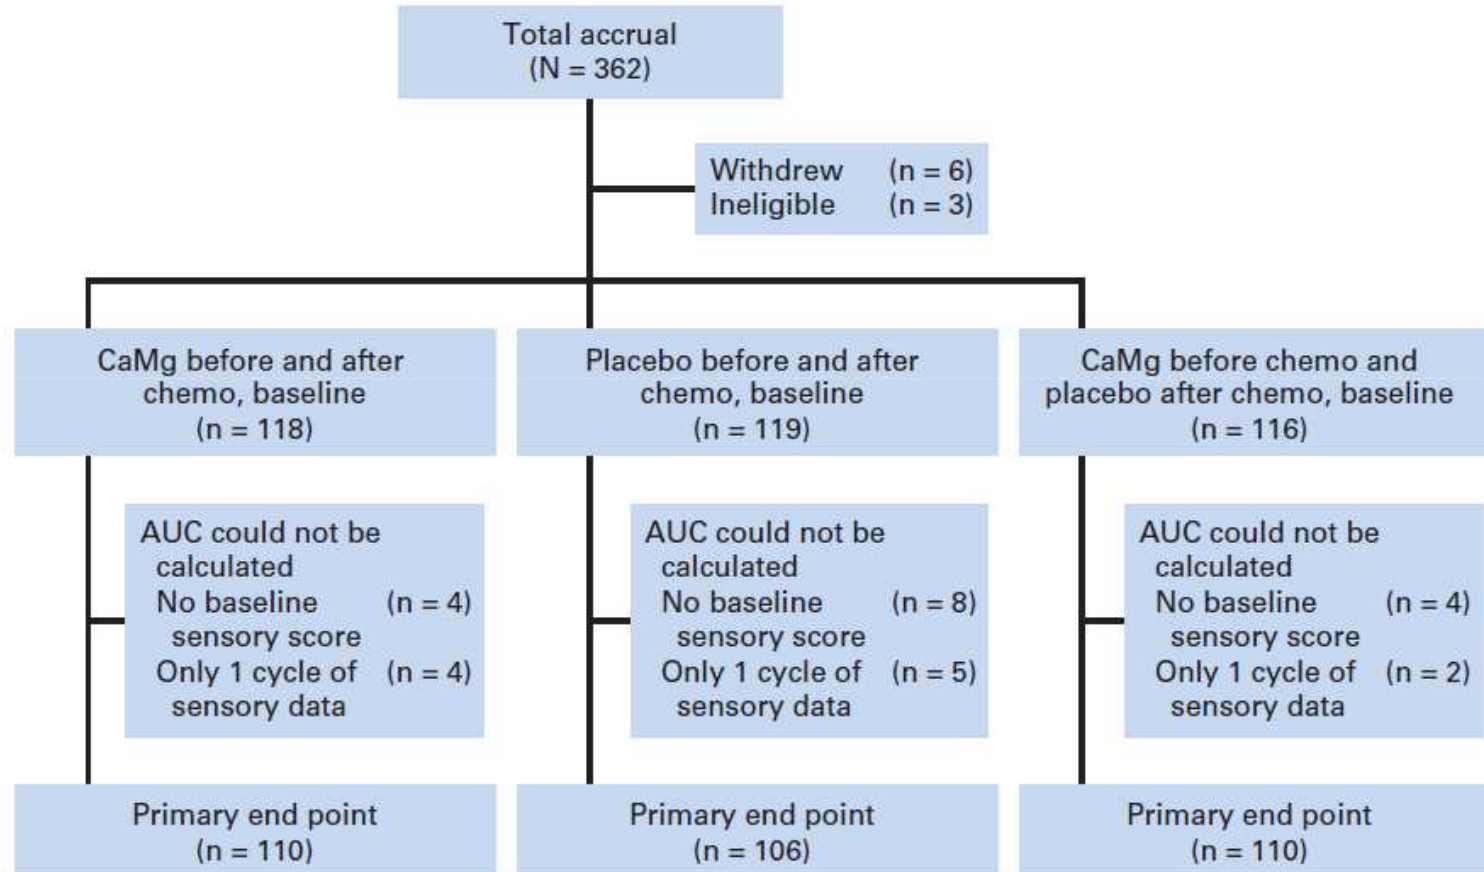 Total accrual
(N = 362)
Withdrew (n = 6)
Ineligible (n = 3)
CaMg before and after
chemo, baseline
(n = 118)
Placebo before and after
chemo, baseline
(n = 119)
CaMg before chemo and
placebo after chemo, baseline
(n = 116)
AUC could not be
calculated
No baseline (n = 4)
sensory score
Only 1 cycle of (n = 4)
sensory data
AUC could not be
calculated
No baseline (n = 8)
sensory score
Only 1 cycle of (n = 5)
sensory data
AUC could not be
calculated
No baseline (n = 4)
sensory score
Only 1 cycle of (n = 2)
sensory data
Primary end point
(n = 110)
Primary end point
(n = 106)
Primary end point
(n = 110)